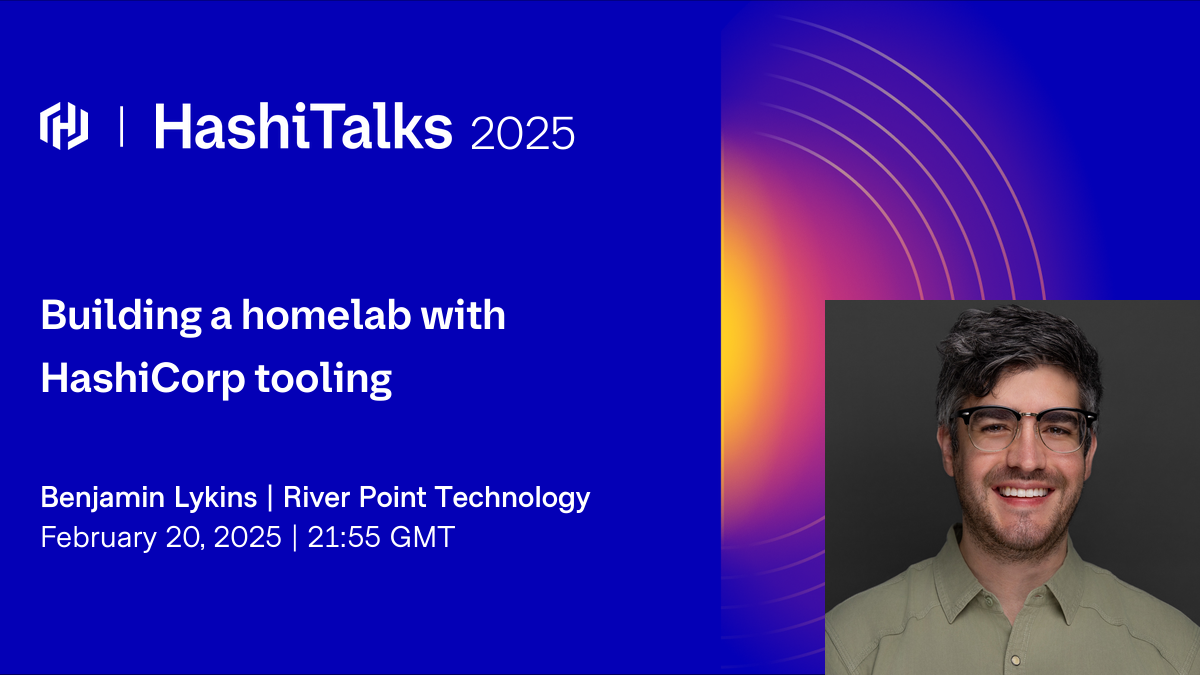 HashiTalks 2025
Building a homelab with
HashiCorp tooling
Benjamin Lykins | River Point Technology
February 20, 2025 | 21:55 GMT